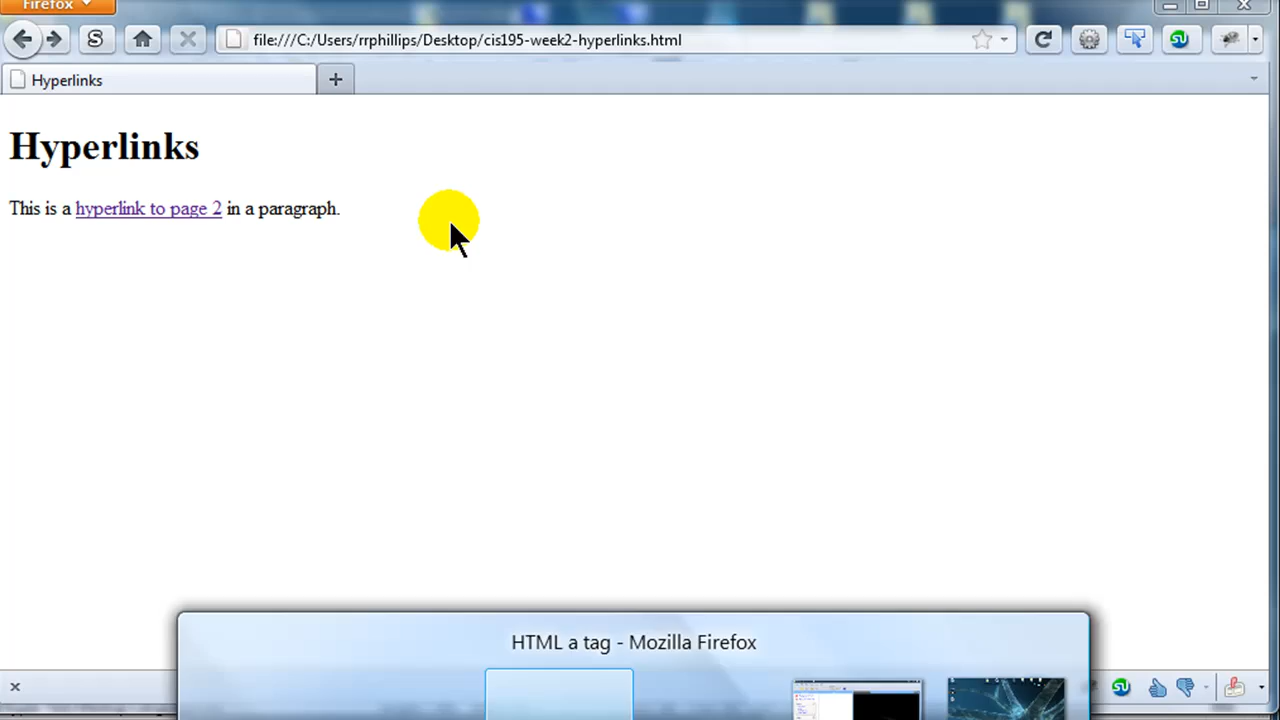 Firefox
file:///C:/Users/rrphillips/Desktop/cis195-week2-hyperlinks.html
Hyperlinks
Hyperlinks
This is a hyperlink to page 2 in a paragraph.
HTML a tag - Mozilla Firefox